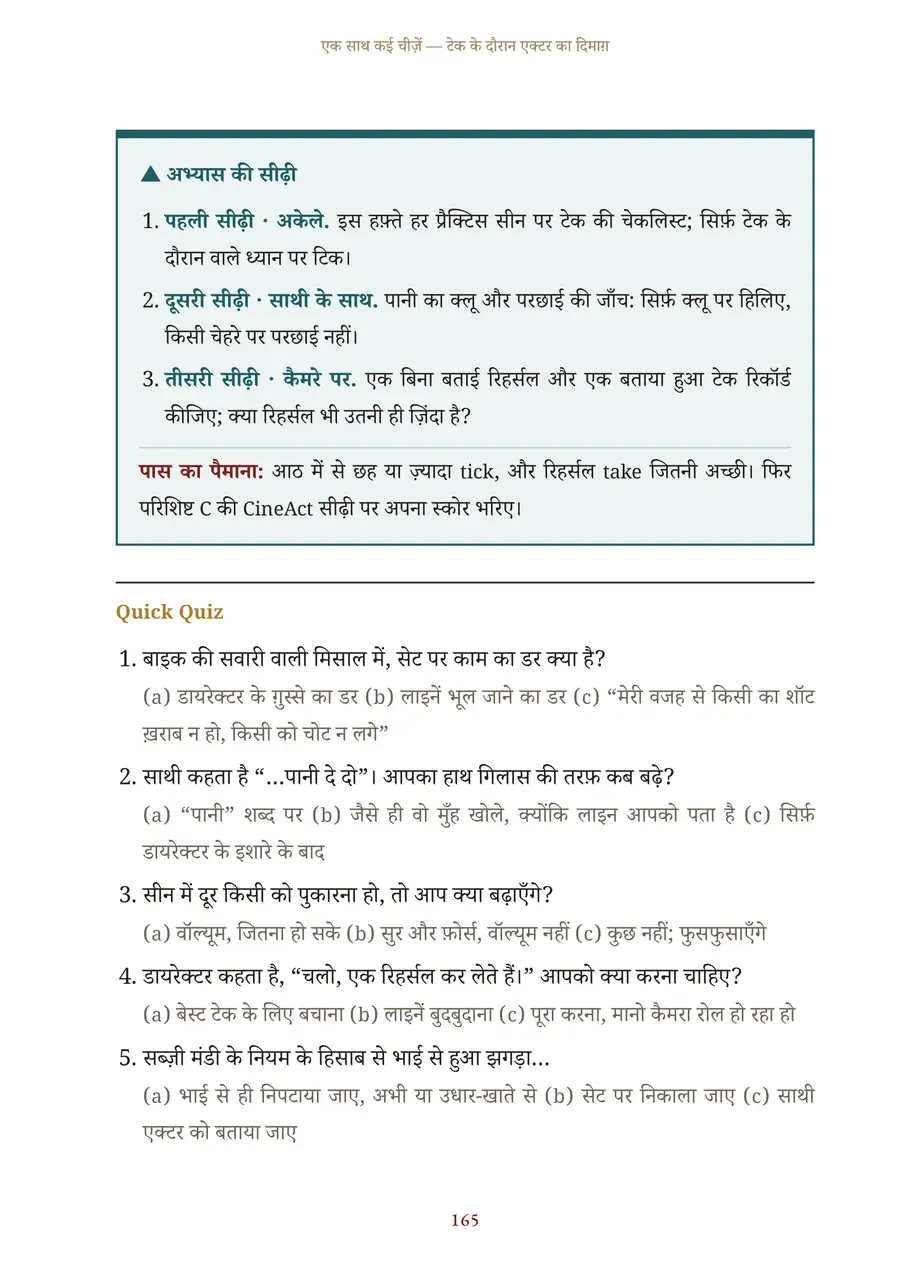 एक साथ कई चीज़ें — टेक के दौरान एक्टर का दिमाग़
▲ अभ्यास की सीढ़ी
1. पहली सीढ़ी · अकेले. इस हफ़्ते हर प्रैक्टिस सीन पर टेक की चेकलिस्ट; सिर्फ़ टेक के
दौरान वाले ध्यान पर टिक।
2. दूसरी सीढ़ी · साथी के साथ. पानी का क्लू और परछाई की जाँच: सिर्फ़ क्लू पर हिलिए,
किसी चेहरे पर परछाई नहीं।
3. तीसरी सीढ़ी · कैमरे पर. एक बिना बताई रिहर्सल और एक बताया हुआ टेक रिकॉर्ड
कीजिए; क्या रिहर्सल भी उतनी ही ज़िंदा है?
पास का पैमाना: आठ में से छह या ज़्यादा tick, और रिहर्सल take जितनी अच्छी। फिर
परिशिष्ट C की CineAct सीढ़ी पर अपना स्कोर भरिए।
Quick Quiz
1. बाइक की सवारी वाली मिसाल में, सेट पर काम का डर क्या है?
(a) डायरेक्टर के ग़ुस्से का डर (b) लाइनें भूल जाने का डर (c) “मेरी वजह से किसी का शॉट
ख़राब न हो, किसी को चोट न लगे”
2. साथी कहता है “…पानी दे दो”। आपका हाथ गिलास की तरफ़ कब बढ़े?
(a) “पानी” शब्द पर (b) जैसे ही वो मुँह खोले, क्योंकि लाइन आपको पता है (c) सिर्फ़
डायरेक्टर के इशारे के बाद
3. सीन में दूर किसी को पुकारना हो, तो आप क्या बढ़ाएँगे?
(a) वॉल्यूम, जितना हो सके (b) सुर और फ़ोर्स, वॉल्यूम नहीं (c) कुछ नहीं; फुसफुसाएँगे
4. डायरेक्टर कहता है, “चलो, एक रिहर्सल कर लेते हैं।” आपको क्या करना चाहिए?
(a) बेस्ट टेक के लिए बचाना (b) लाइनें बुदबुदाना (c) पूरा करना, मानो कैमरा रोल हो रहा हो
5. सब्ज़ी मंडी के नियम के हिसाब से भाई से हुआ झगड़ा…
(a) भाई से ही निपटाया जाए, अभी या उधार-खाते से (b) सेट पर निकाला जाए (c) साथी
एक्टर को बताया जाए
165